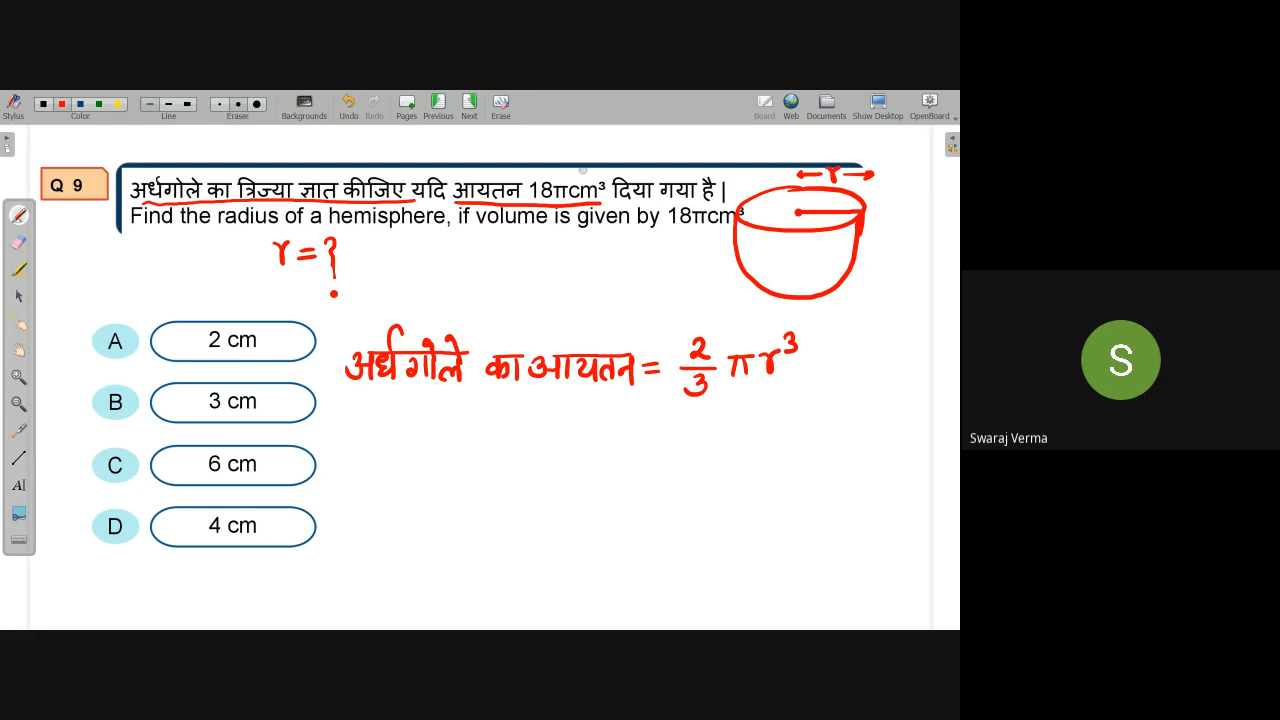 Stylus
Color
Line
Eraser
Backgrounds
Undo
Redo
Pages
Previous
Next
Erase
Board
Web
Documents
Show Desktop
OpenBoard
Q 9
अर्धगोले का त्रिज्या ज्ञात कीजिए यदि आयतन 18πcm³ दिया गया है |
Find the radius of a hemisphere, if volume is given by 18πcm³
r
r = ?
A 2 cm
B 3 cm
C 6 cm
D 4 cm
अर्धगोले का आयतन = 2/3 πr³
S
Swaraj Verma